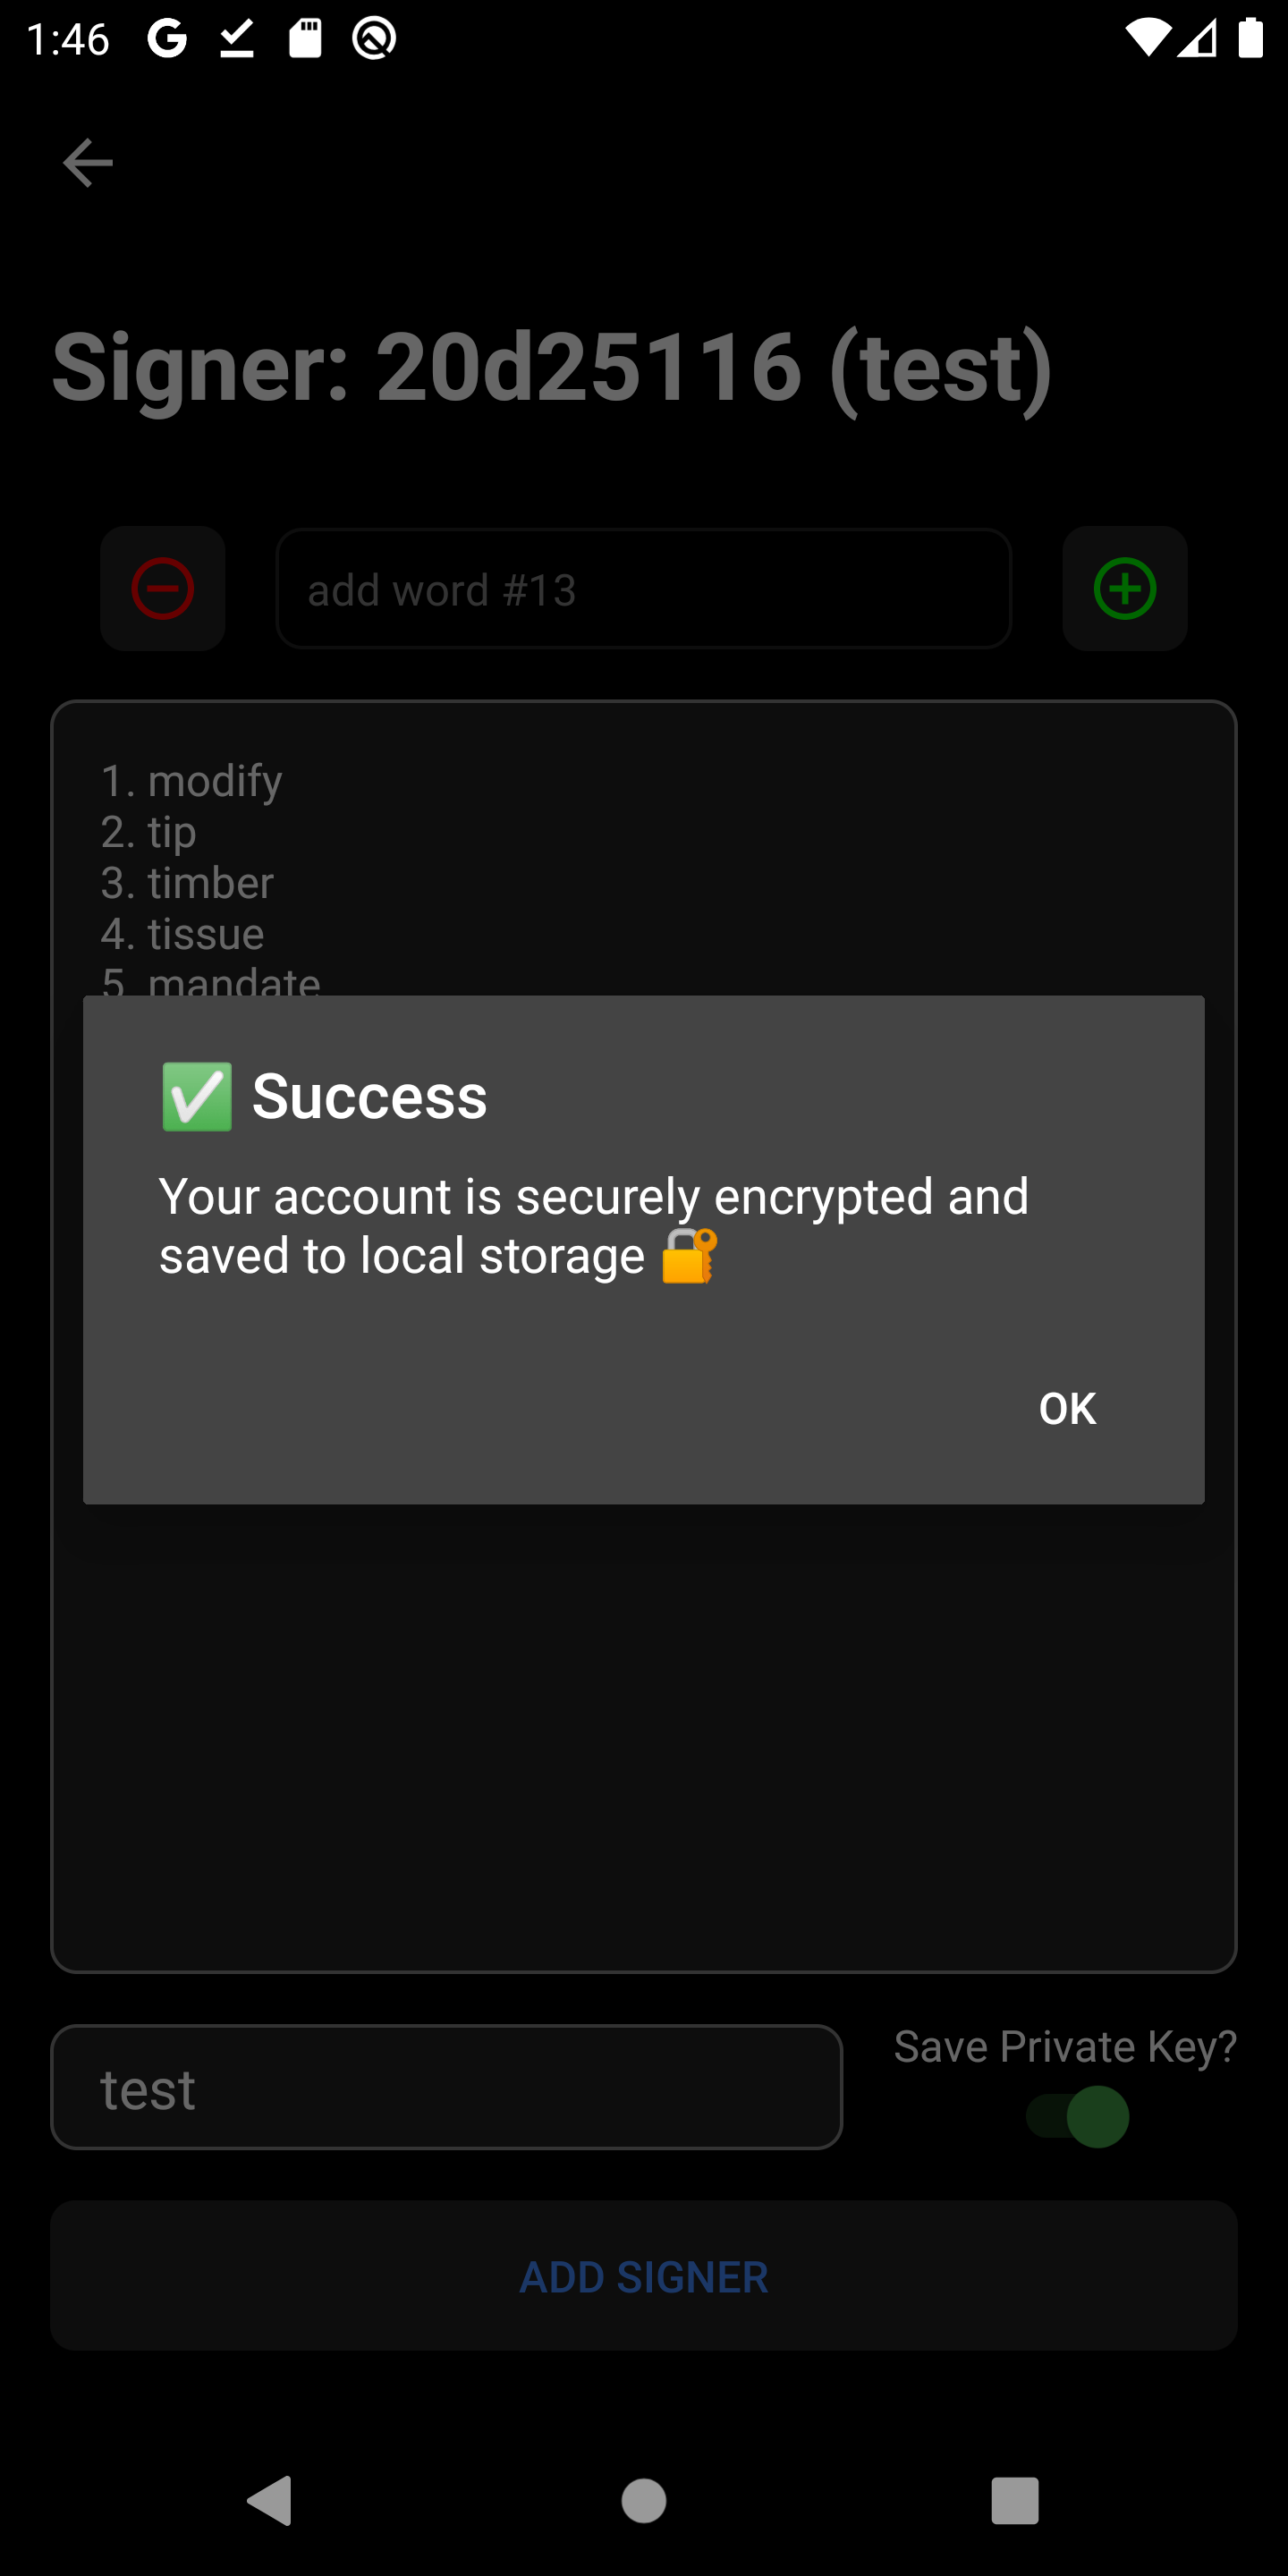 1:46
Signer: 20d25116 (test)
add word #13
1. modify
2. tip
3. timber
4. tissue
5. mandate
✅ Success
Your account is securely encrypted and
saved to local storage 🔐
OK
Save Private Key?
test
ADD SIGNER